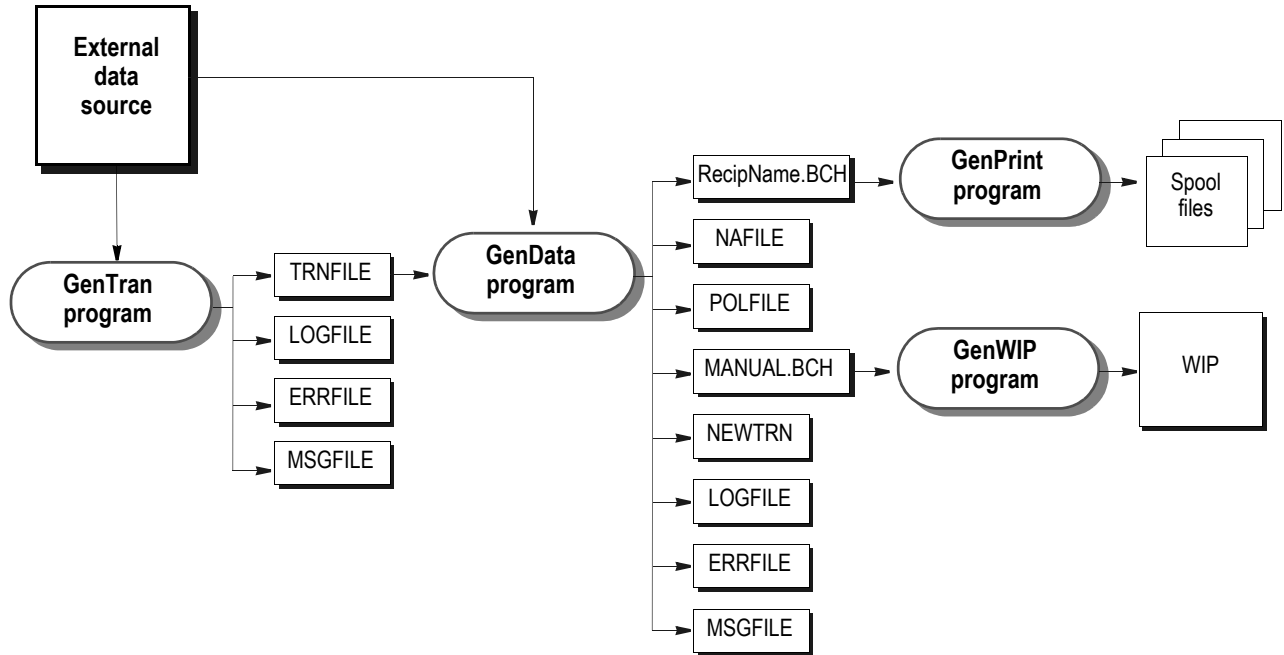 External
data
source
GenTran
program
TRNFILE
LOGFILE
ERRFILE
MSGFILE
GenData
program
RecipName.BCH
NAFILE
POLFILE
MANUAL.BCH
NEWTRN
LOGFILE
ERRFILE
MSGFILE
GenPrint
program
Spool
files
GenWIP
program
WIP